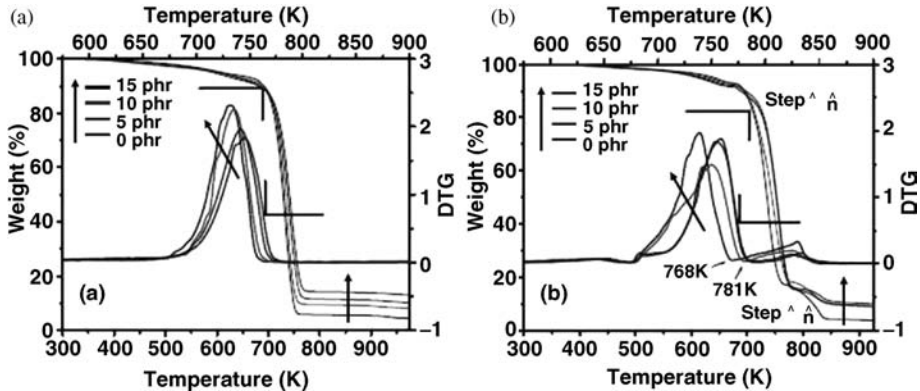 (a)
Temperature (K)
600 650 700 750 800 850 900
100
80
60
40
20
0
Weight (%)
15 phr
10 phr
5 phr
0 phr
3
2
1
0
−1
DTG
(a)
300 400 500 600 700 800 900
Temperature (K)
(b)
Temperature (K)
600 650 700 750 800 850 900
100
80
60
40
20
0
Weight (%)
15 phr
10 phr
5 phr
0 phr
Step ^ n̂
768K
781K
Step ^ n̂
3
2
1
0
−1
DTG
(b)
300 400 500 600 700 800 900
Temperature (K)